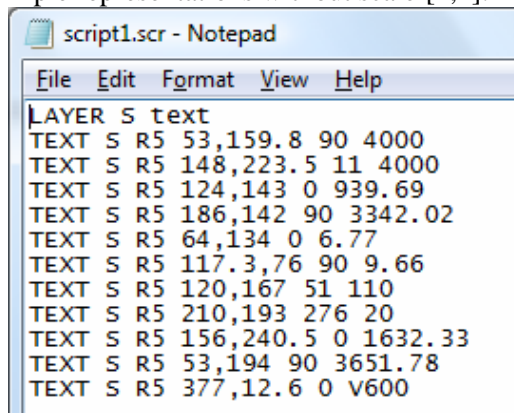 script1.scr - Notepad
File Edit Format View Help
LAYER S text
TEXT S R5 53,159.8 90 4000
TEXT S R5 148,223.5 11 4000
TEXT S R5 124,143 0 939.69
TEXT S R5 186,142 90 3342.02
TEXT S R5 64,134 0 6.77
TEXT S R5 117.3,76 90 9.66
TEXT S R5 120,167 51 110
TEXT S R5 210,193 276 20
TEXT S R5 156,240.5 0 1632.33
TEXT S R5 53,194 90 3651.78
TEXT S R5 377,12.6 0 V600